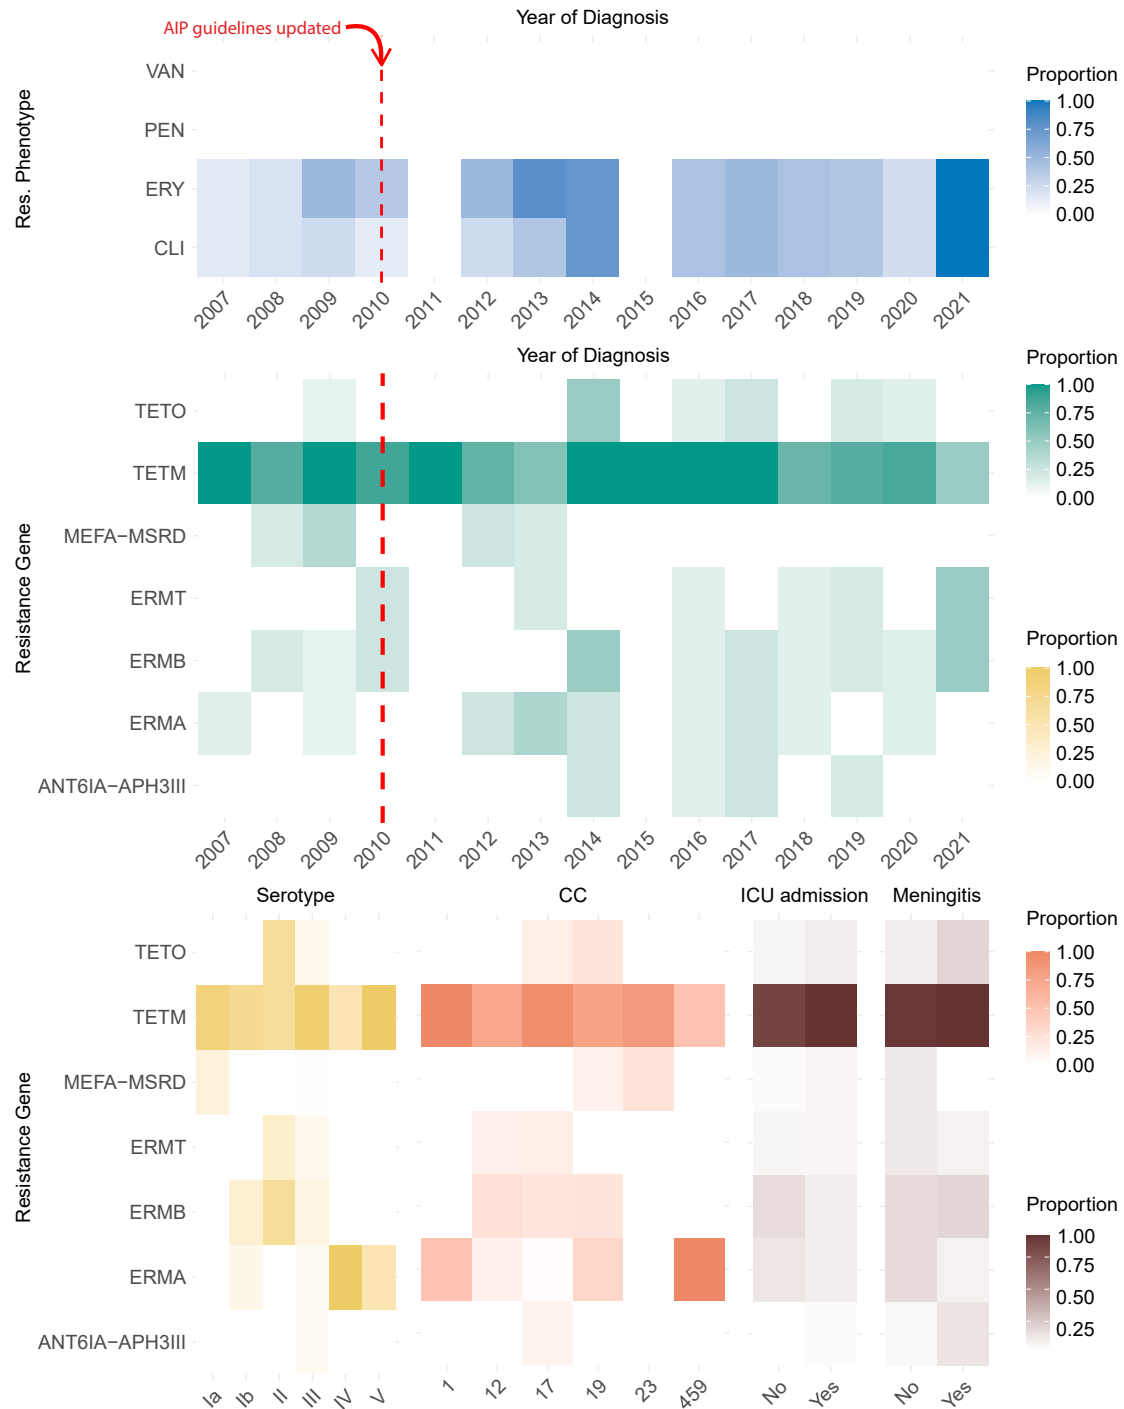 Year of Diagnosis
AIP guidelines updated
VAN
PEN
ERY
CLI
Res. Phenotype
2007 2008 2009 2010 2011 2012 2013 2014 2015 2016 2017 2018 2019 2020 2021
Proportion
1.00
0.75
0.50
0.25
0.00
Year of Diagnosis
TETO
TETM
MEFA−MSRD
ERMT
ERMB
ERMA
ANT6IA−APH3III
Resistance Gene
2007 2008 2009 2010 2011 2012 2013 2014 2015 2016 2017 2018 2019 2020 2021
Proportion
1.00
0.75
0.50
0.25
0.00
Proportion
1.00
0.75
0.50
0.25
0.00
Serotype CC ICU admission Meningitis
TETO
TETM
MEFA−MSRD
ERMT
ERMB
ERMA
ANT6IA−APH3III
Resistance Gene
Ia Ib II III IV V 1 12 17 19 23 459 No Yes No Yes
Proportion
1.00
0.75
0.50
0.25
0.00
Proportion
1.00
0.75
0.50
0.25